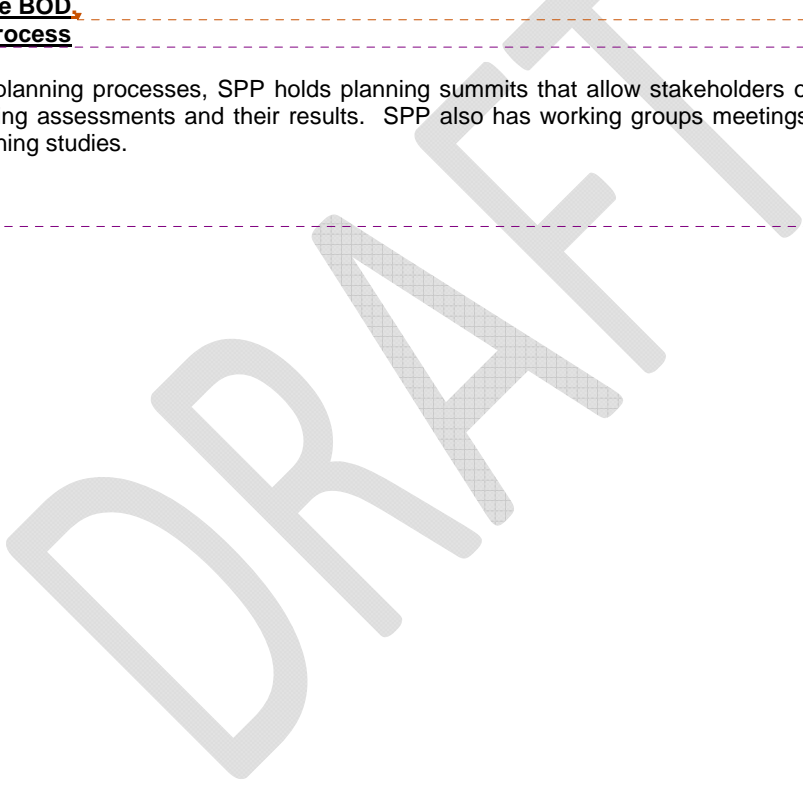 e BOD.
rocess
planning processes, SPP holds planning summits that allow stakeholders
ng assessments and their results. SPP also has working groups meetings
ning studies.
DRAFT